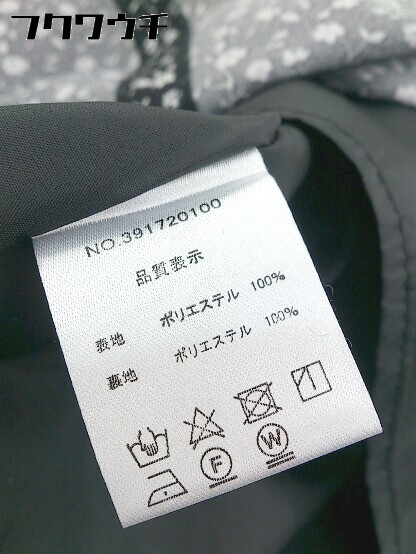 フクワウチ
NO.391720100
品質表示
表地 ポリエステル 100%
裏地 ポリエステル 100%
F W